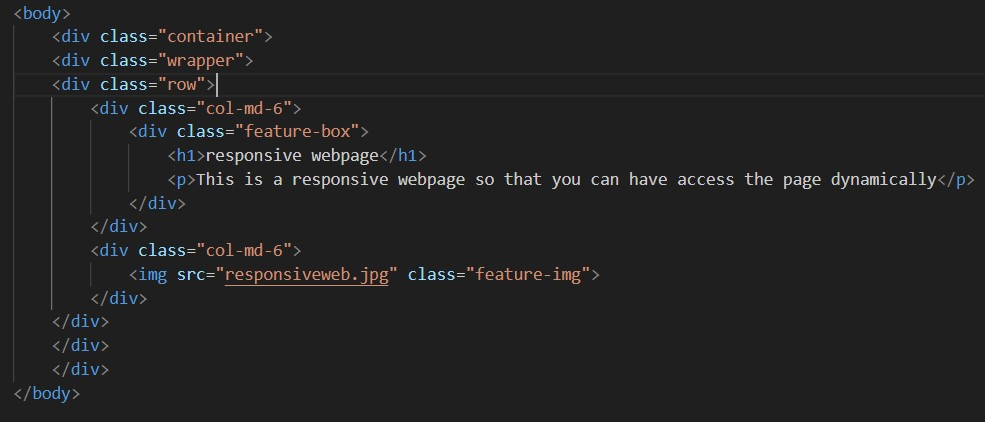 <body>
    <div class="container">
    <div class="wrapper">
    <div class="row">
        <div class="col-md-6">
            <div class="feature-box">
                <h1>responsive webpage</h1>
                <p>This is a responsive webpage so that you can have access the page dynamically</p>
            </div>
        </div>
        <div class="col-md-6">
            <img src="responsiveweb.jpg" class="feature-img">
        </div>
    </div>
    </div>
    </div>
</body>